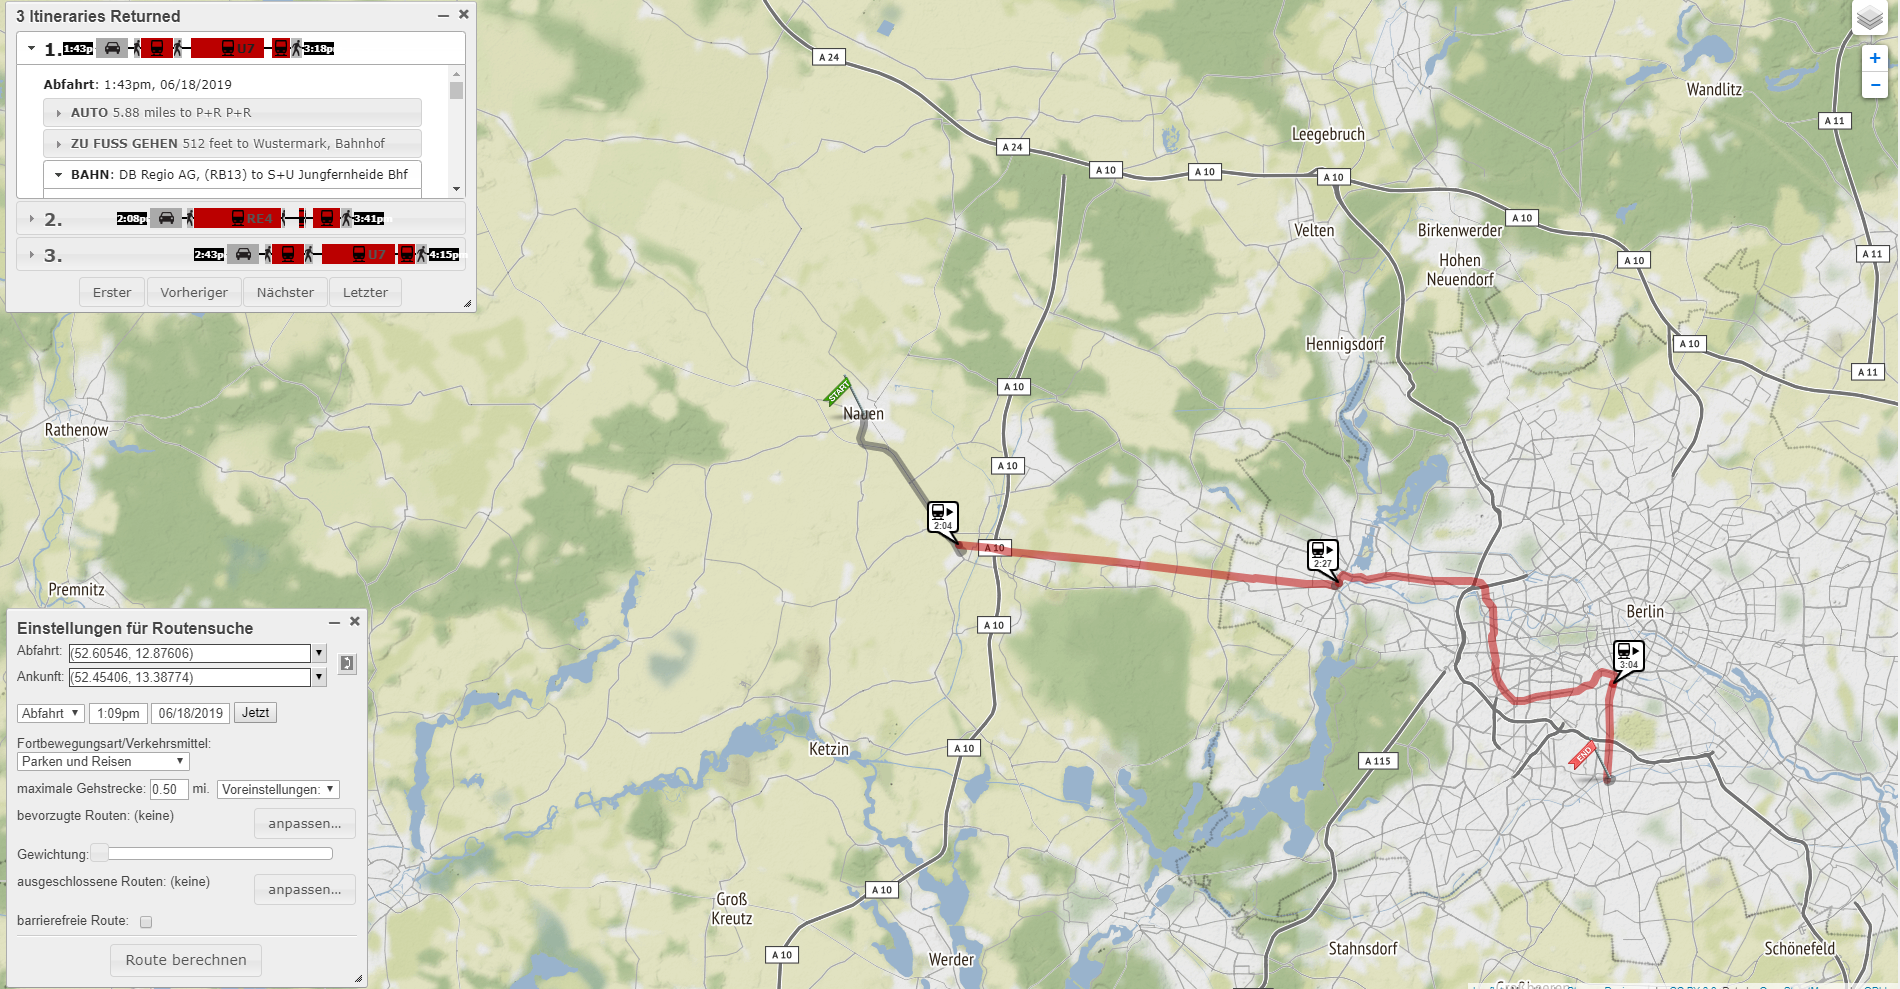 3 Itineraries Returned
1. 1:43p U7 3:18p
Abfahrt: 1:43pm, 06/18/2019
AUTO 5.88 miles to P+R P+R
ZU FUSS GEHEN 512 feet to Wustermark, Bahnhof
BAHN: DB Regio AG, (RB13) to S+U Jungfernheide Bhf
2. 2:08p RE4 3:41p
3. 2:43p U7 4:15p
Erster Vorheriger Nächster Letzter
+
−
A 24
Wandlitz
A 11
Leegebruch
A 24
A 10
A 10
A 10
A 10
Velten
Birkenwerder
A 11
Hohen
Neuendorf
A 10
Hennigsdorf
A 10
A 11
A 10
START
Nauen
Rathenow
A 10
2:04
A 10
2:27
Premnitz
Berlin
A 10
3:04
END
Ketzin
A 10
A 115
A 10
Groß
Kreutz
Werder
A 10
Stahnsdorf
Schönefeld
Einstellungen für Routensuche
Abfahrt: (52.60546, 12.87606)
Ankunft: (52.45406, 13.38774)
Abfahrt 1:09pm 06/18/2019 Jetzt
Fortbewegungsart/Verkehrsmittel:
Parken und Reisen
maximale Gehstrecke: 0.50 mi. Voreinstellungen:
bevorzugte Routen: (keine)
anpassen...
Gewichtung:
ausgeschlossene Routen: (keine)
anpassen...
barrierefreie Route:
Route berechnen